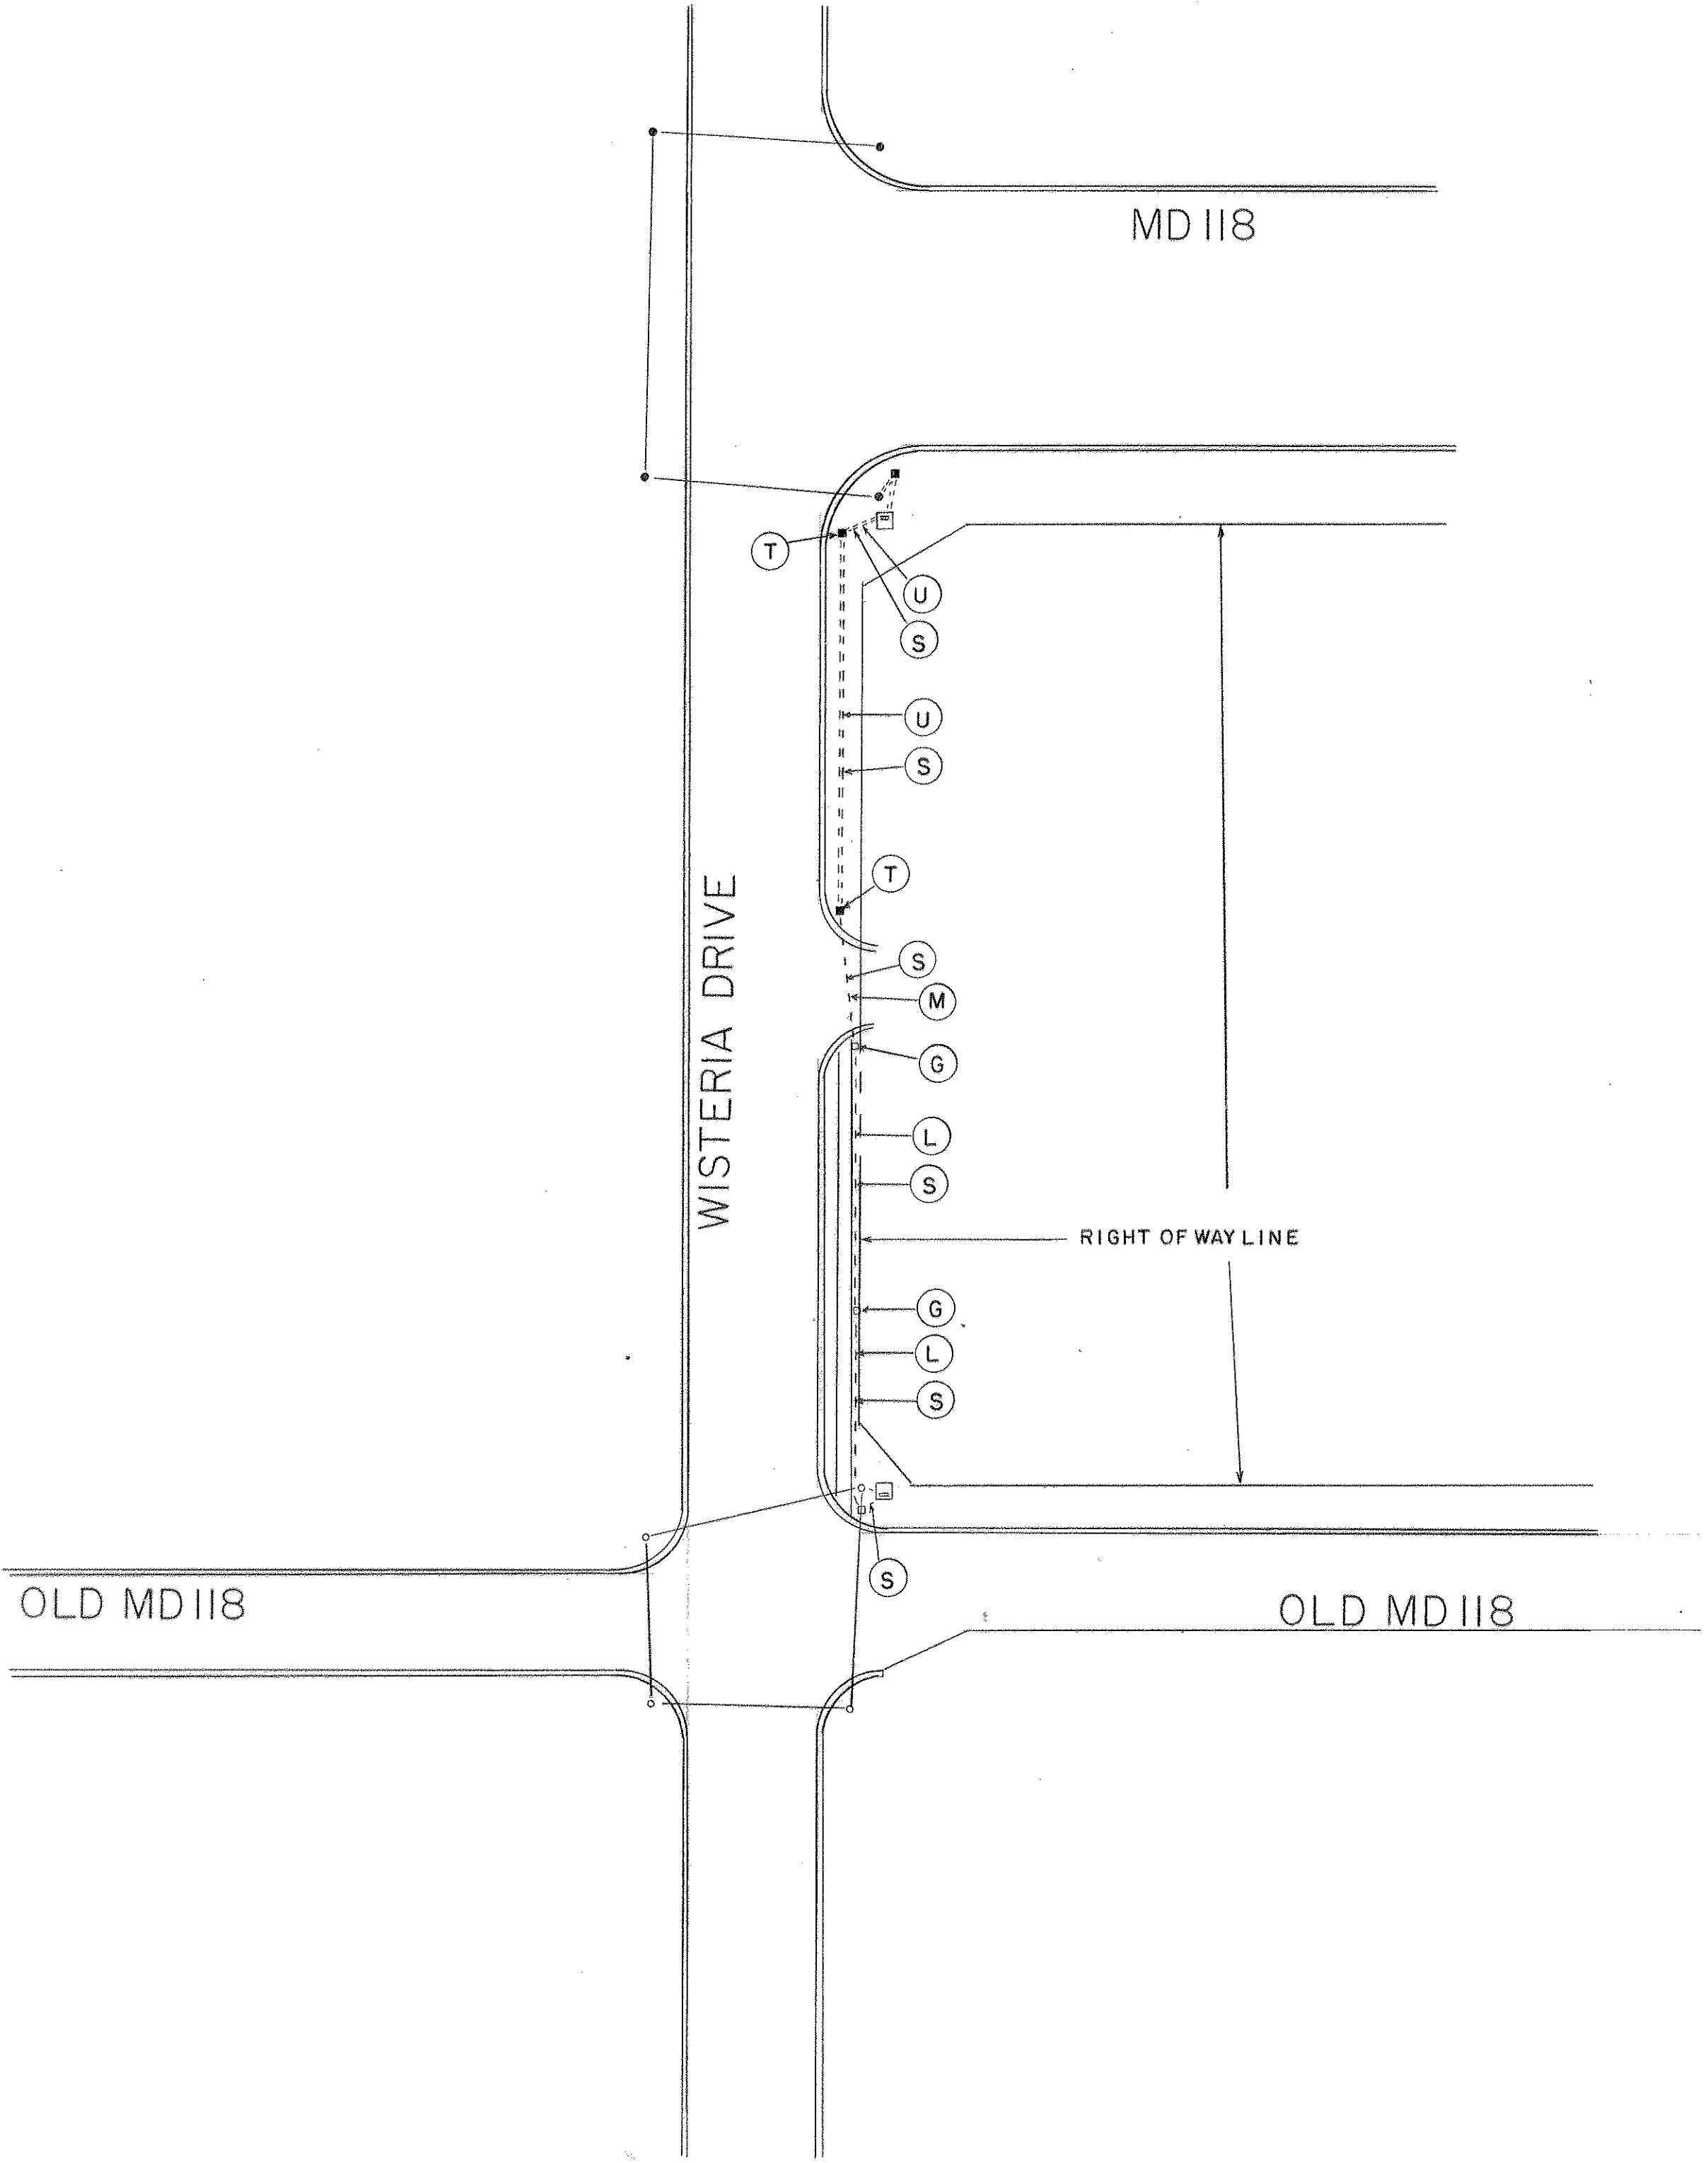 MD 118
T
U
S
U
S
T
WISTERIA DRIVE
S
M
G
L
S
RIGHT OF WAY LINE
G
L
S
S
OLD MD 118
OLD MD 118